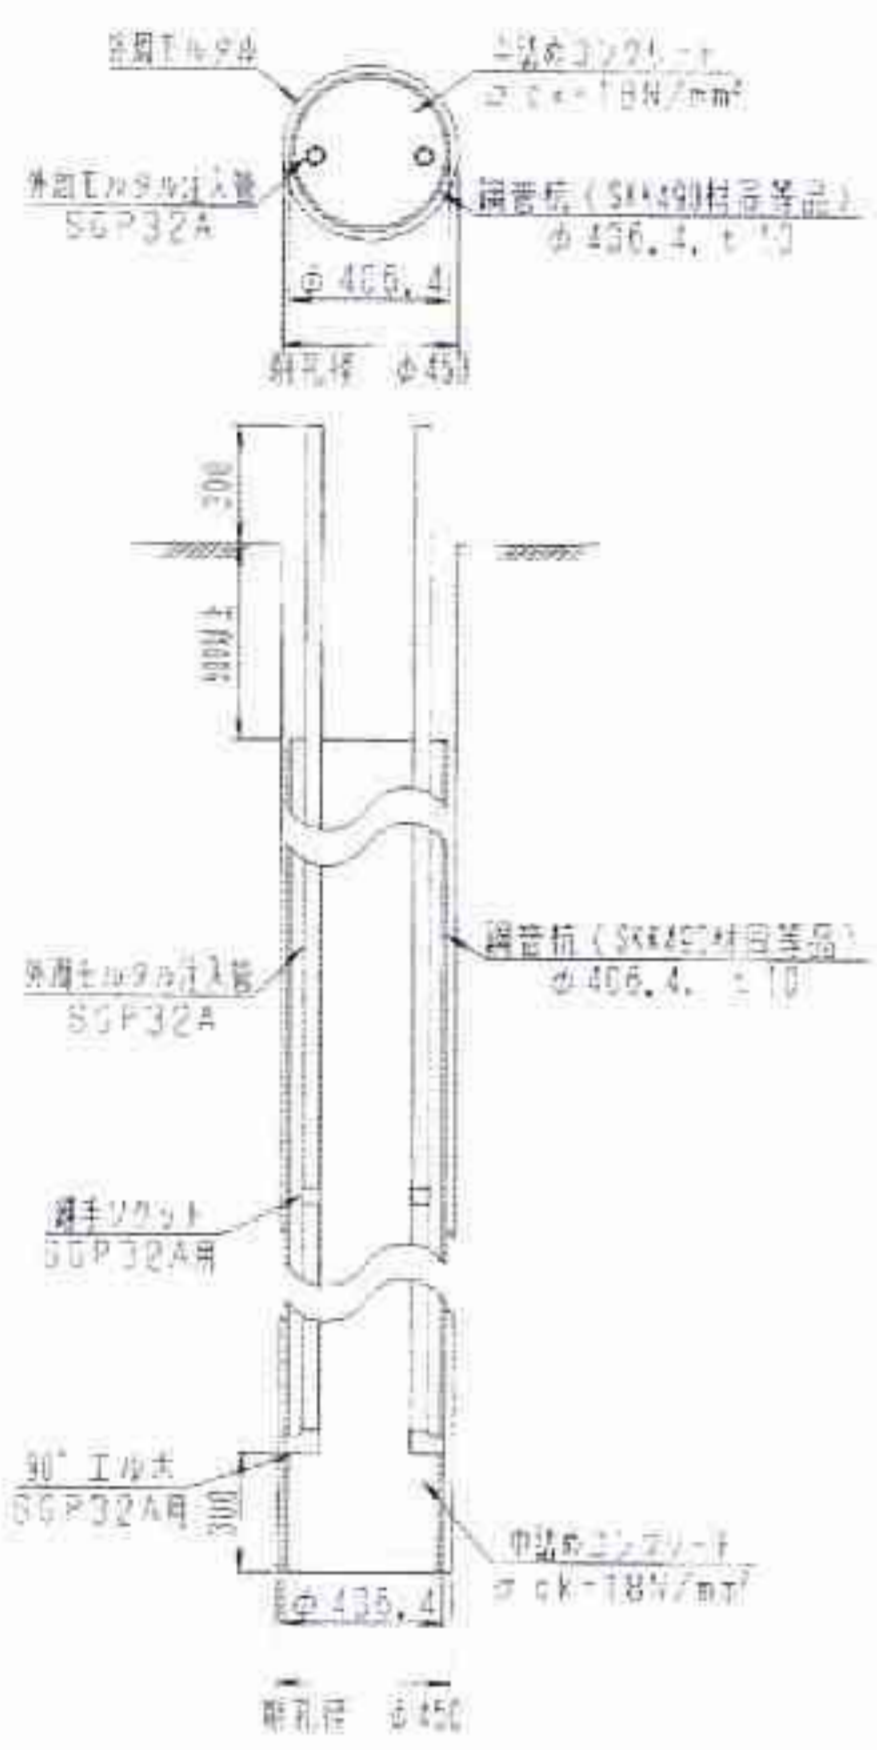 外周モルタル
中詰めコンクリート
σck=18N/mm²
外周モルタル注入管
SGP32A
鋼管杭（SKK490材同等品）
φ406.4, t=10
φ406.4
削孔径 φ450
300
外周モルタル注入管
SGP32A
鋼管杭（SKK490材同等品）
φ406.4, t=10
継手ソケット
SGP32A用
90°エルボ
SGP32A用
300
中詰めコンクリート
σck=18N/mm²
φ406.4
削孔径 φ450